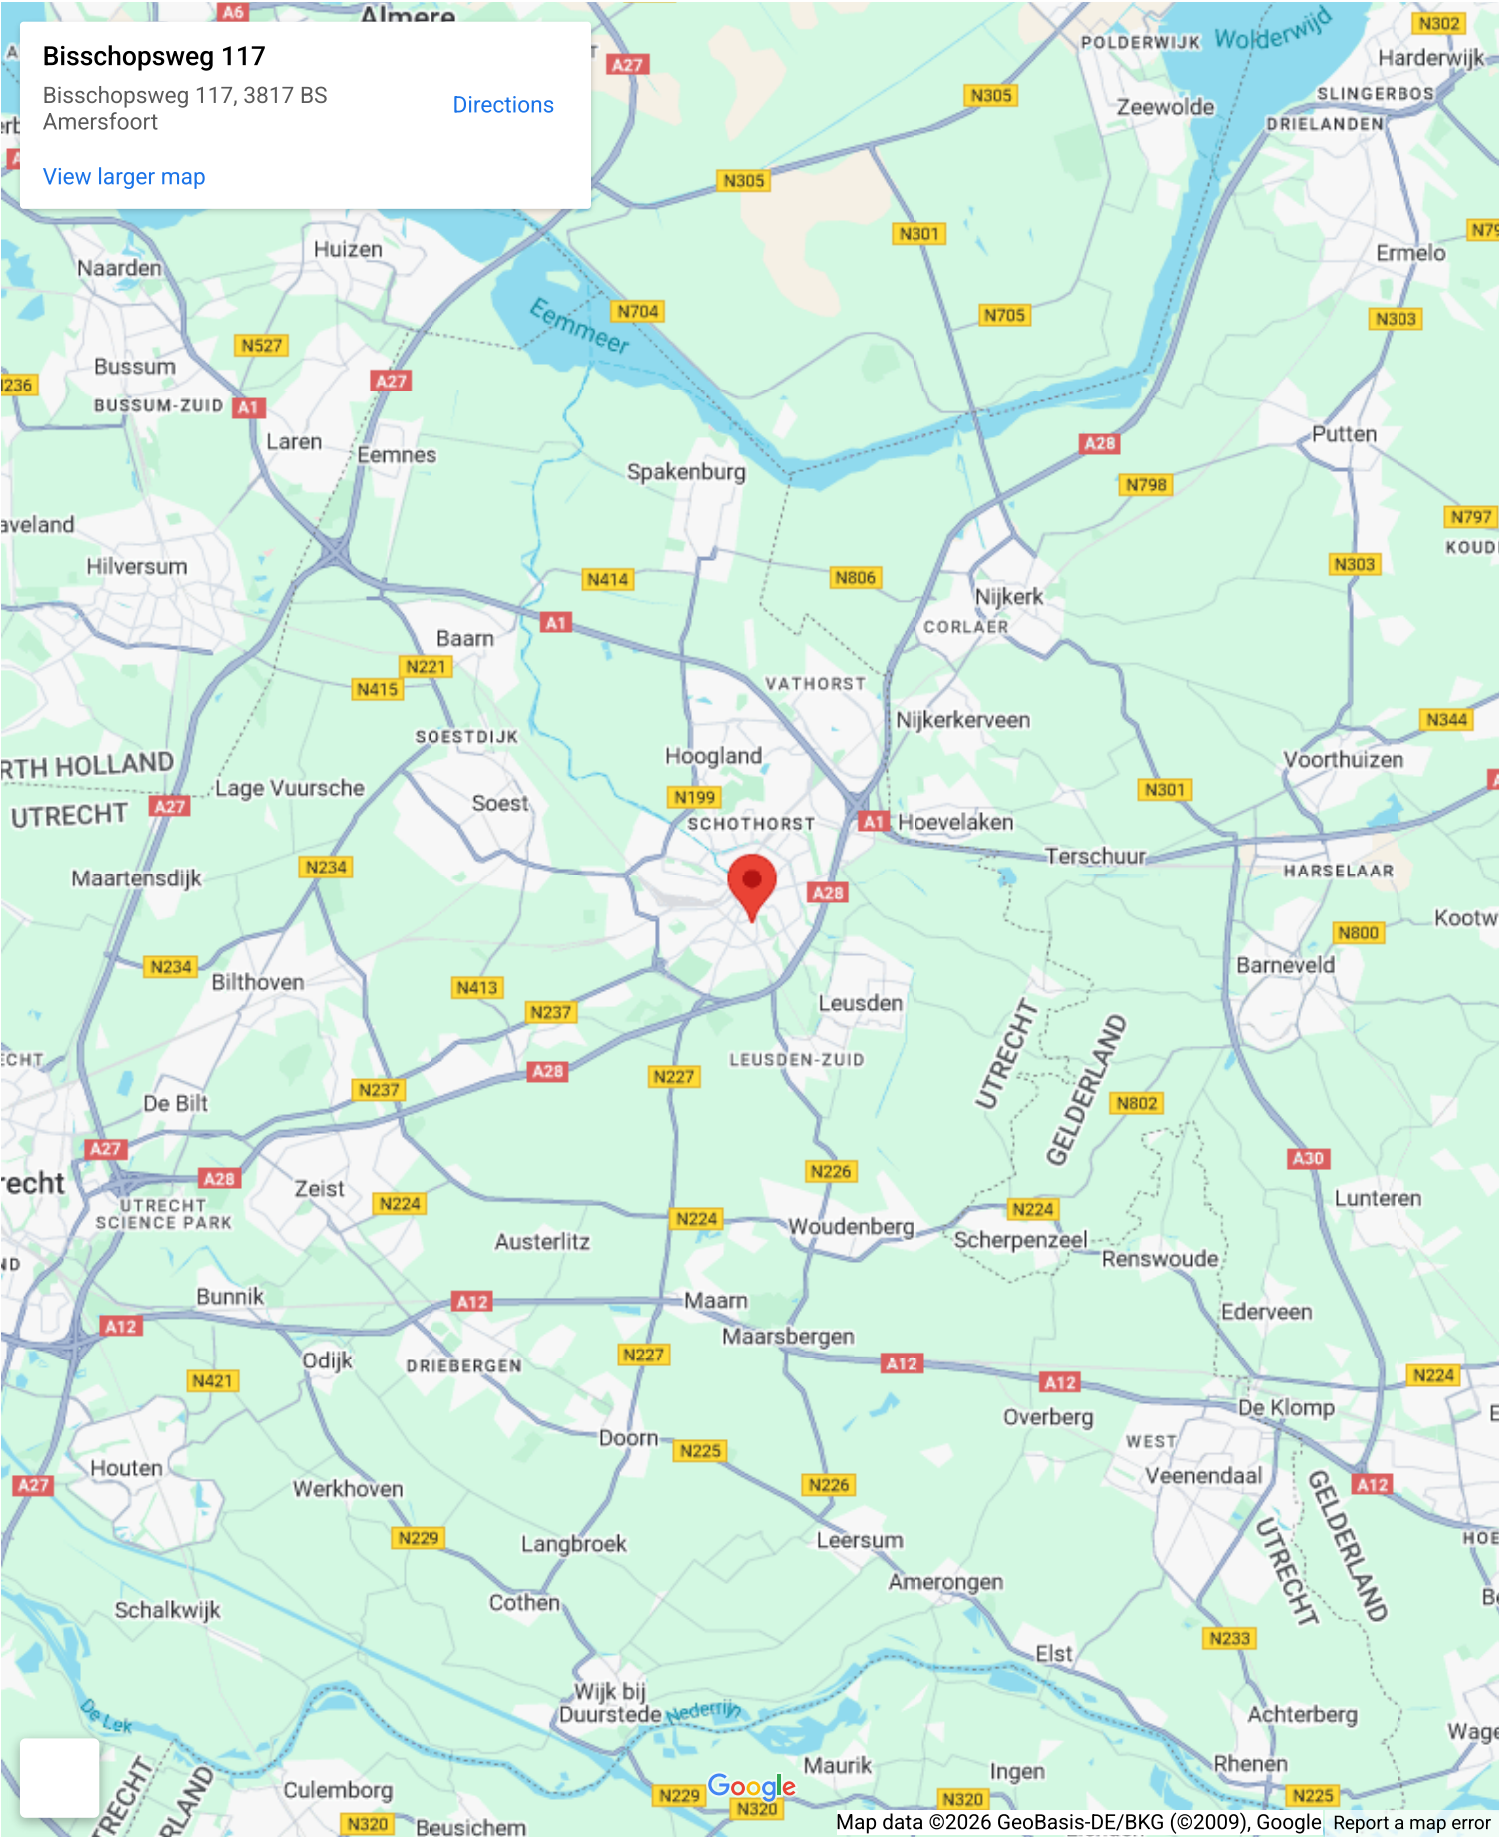 A6
Almere
Bisschopsweg 117
Bisschopsweg 117, 3817 BS
Amersfoort
Directions
View larger map
A27
POLDERWIJK
Wolderwijd
N302
Harderwijk
SLINGERBOS
DRIELANDEN
Zeewolde
N305
N305
N301
Ermelo
Huizen
Naarden
N704
Eemmeer
N705
N303
N527
Bussum
A27
BUSSUM-ZUID
A1
Laren
Eemnes
Spakenburg
A28
N798
Putten
N797
Hilversum
N414
N806
N303
Nijkerk
CORLAER
A1
Baarn
N221
N415
VATHORST
Nijkerkerveen
N344
SOESTDIJK
Hoogland
Voorthuizen
RTH HOLLAND
UTRECHT
A27
Lage Vuursche
Soest
N199
N301
SCHOTHORST
A1
Hoevelaken
Terschuur
HARSELAAR
N234
Maartensdijk
A28
N800
Kootw
N234
Bilthoven
N413
N237
Leusden
Barneveld
UTRECHT
GELDERLAND
LEUSDEN-ZUID
A28
N227
N237
De Bilt
N802
A27
A28
recht
UTRECHT
SCIENCE PARK
Zeist
N224
N226
A30
Lunteren
N224
Woudenberg
N224
Scherpenzeel
Renswoude
Austerlitz
Bunnik
A12
A12
Maarn
Maarsbergen
Ederveen
Odijk
DRIEBERGEN
N227
A12
A12
N224
N421
Overberg
De Klomp
WEST
Doorn
N225
Veenendaal
Houten
A27
Werkhoven
N226
A12
GELDERLAND
UTRECHT
N229
Langbroek
Leersum
HOE
Amerongen
Cothen
Schalkwijk
N233
Elst
Wijk bij
Duurstede
Nederrijn
De Lek
Achterberg
Wage
Maurik
Ingen
Rhenen
Culemborg
N229
Google
N320
N320
N225
N320
Beusichem
Map data ©2026 GeoBasis-DE/BKG (©2009), Google
Report a map error